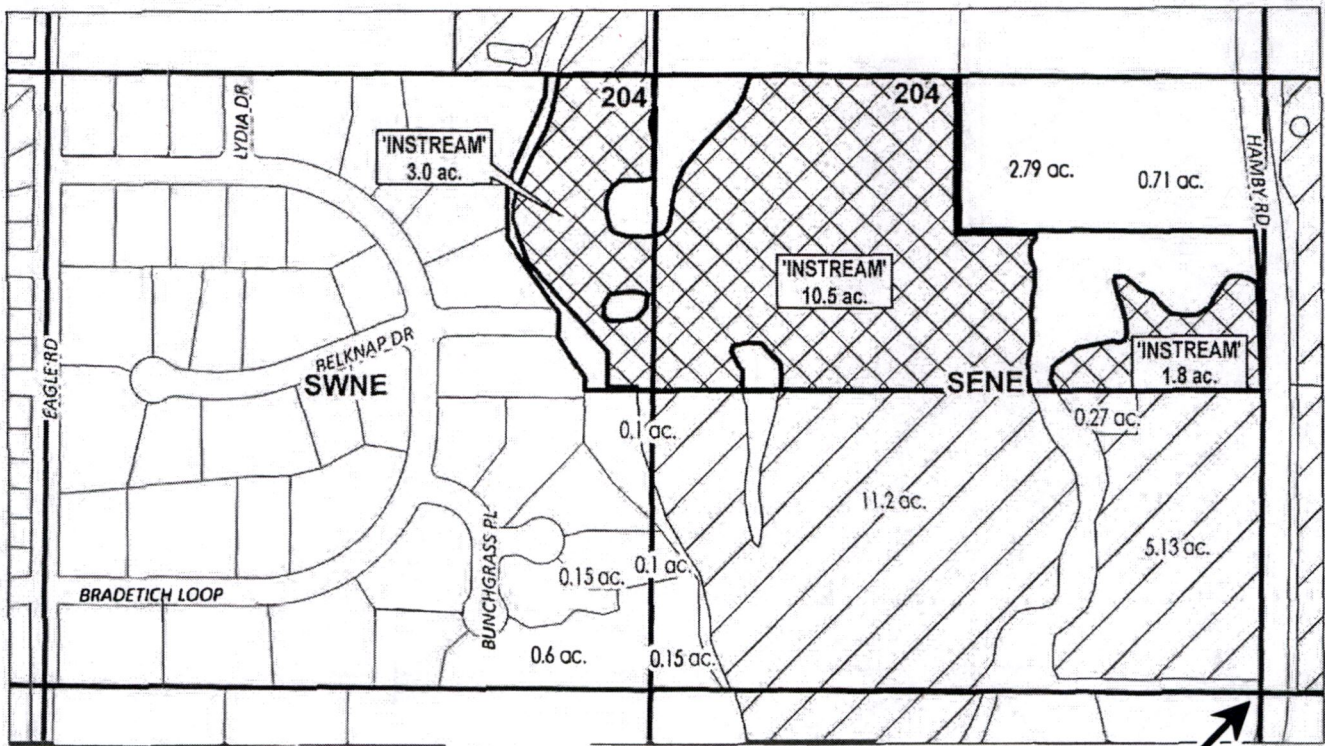 204
204
LYDIA DR
'INSTREAM'
3.0 ac.
HAMBY RD
2.79 ac.
0.71 ac.
'INSTREAM'
10.5 ac.
EAGLE RD
BELKNAP DR
SWNE
SENE
'INSTREAM'
1.8 ac.
0.1 ac.
0.27 ac.
11.2 ac.
BUNCHGRASS PL
0.15 ac.
0.1 ac.
5.13 ac.
BRADETICH LOOP
0.6 ac.
0.15 ac.